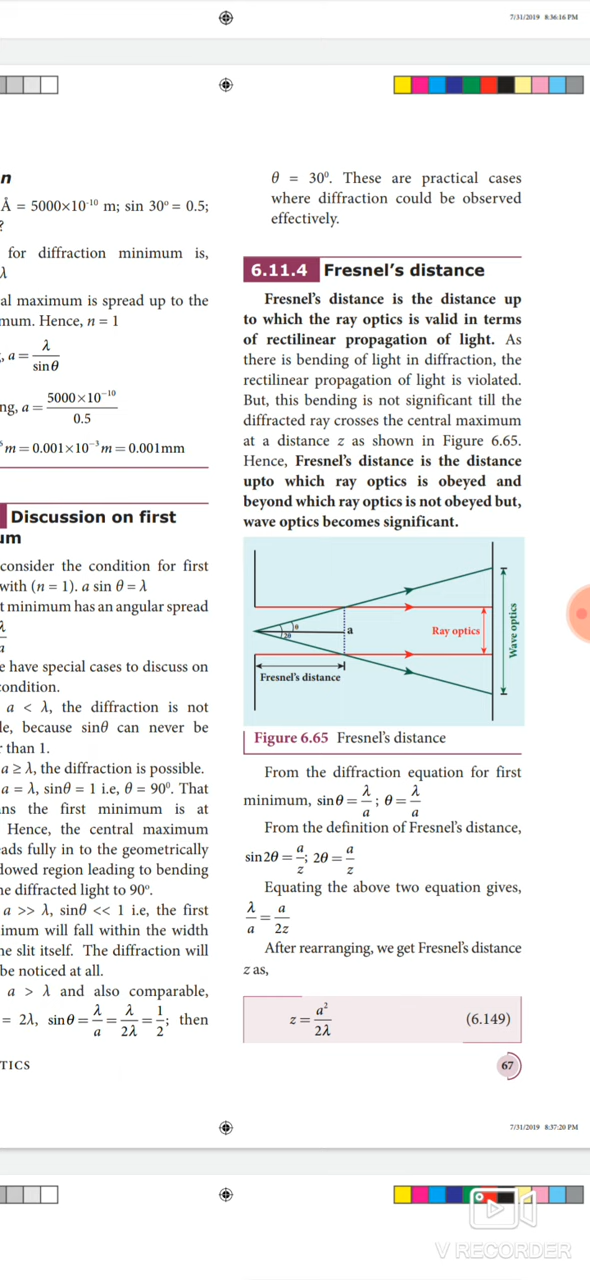 7/31/2019 8:36:16 PM
n
Å = 5000×10⁻¹⁰ m; sin 30⁰ = 0.5;
?
for diffraction minimum is,
λ
al maximum is spread up to the
mum. Hence, n = 1
, a = λ/sinθ
ng, a = 5000×10⁻¹⁰/0.5
m = 0.001×10⁻³m = 0.001mm
Discussion on first
um
consider the condition for first
with (n = 1). a sin θ = λ
t minimum has an angular spread
λ/a
e have special cases to discuss on
condition.
a < λ, the diffraction is not
le, because sinθ can never be
r than 1.
a ≥ λ, the diffraction is possible.
a = λ, sinθ = 1 i.e, θ = 90⁰. That
ans the first minimum is at
Hence, the central maximum
ads fully in to the geometrically
dowed region leading to bending
he diffracted light to 90⁰.
a >> λ, sinθ << 1 i.e, the first
imum will fall within the width
he slit itself. The diffraction will
be noticed at all.
a > λ and also comparable,
= 2λ, sinθ = λ/a = λ/2λ = 1/2; then
TICS
θ = 30⁰. These are practical cases
where diffraction could be observed
effectively.
6.11.4 Fresnel's distance
Fresnel's distance is the distance up
to which the ray optics is valid in terms
of rectilinear propagation of light. As
there is bending of light in diffraction, the
rectilinear propagation of light is violated.
But, this bending is not significant till the
diffracted ray crosses the central maximum
at a distance z as shown in Figure 6.65.
Hence, Fresnel's distance is the distance
upto which ray optics is obeyed and
beyond which ray optics is not obeyed but,
wave optics becomes significant.
θ
2θ
a
Ray optics
Wave optics
Fresnel's distance
Figure 6.65 Fresnel's distance
From the diffraction equation for first
minimum, sinθ = λ/a; θ = λ/a
From the definition of Fresnel's distance,
sin2θ = a/z; 2θ = a/z
Equating the above two equation gives,
λ/a = a/2z
After rearranging, we get Fresnel's distance
z as,
z = a²/2λ (6.149)
67
7/31/2019 8:37:20 PM
V RECORDER